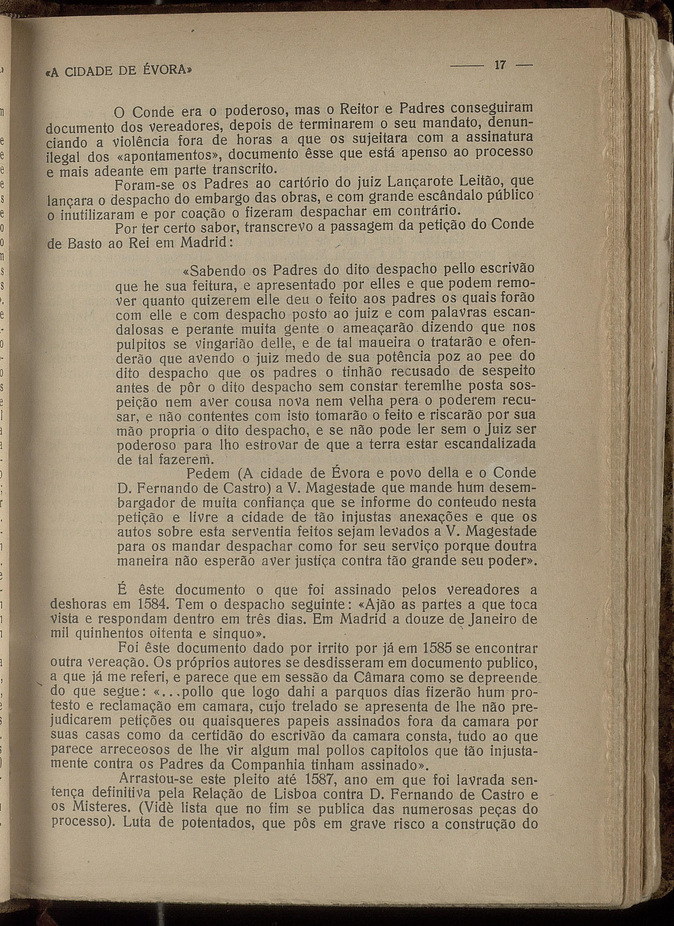 «A CIDADE DE ÉVORA»
— 17 —
O Conde era o poderoso, mas o Reitor e Padres conseguiram
documento dos vereadores, depois de terminarem o seu mandato, denun-
ciando a violência fora de horas a que os sujeitara com a assinatura
ilegal dos «apontamentos», documento êsse que está apenso ao processo
e mais adeante em parte transcrito.
Foram-se os Padres ao cartório do juiz Lançarote Leitão, que
lançara o despacho do embargo das obras, e com grande escândalo público
o inutilizaram e por coação o fizeram despachar em contrário.
Por ter certo sabor, transcrevo a passagem da petição do Conde
de Basto ao Rei em Madrid:
«Sabendo os Padres do dito despacho pello escrivão
que he sua feitura, e apresentado por elles e que podem remo-
ver quanto quizerem elle deu o feito aos padres os quais forão
com elle e com despacho posto ao juiz e com palavras escan-
dalosas e perante muita gente o ameaçarão dizendo que nos
pulpitos se vingarião delle, e de tal maueira o tratarão e ofen-
derão que avendo o juiz medo de sua potência poz ao pee do
dito despacho que os padres o tinhão recusado de sespeito
antes de pôr o dito despacho sem constar teremlhe posta sos-
peição nem aver cousa nova nem velha pera o poderem recu-
sar, e não contentes com isto tomarão o feito e riscarão por sua
mão propria o dito despacho, e se não pode ler sem o Juiz ser
poderoso para lho estrovar de que a terra estar escandalizada
de tal fazerem.
Pedem (A cidade de Évora e povo della e o Conde
D. Fernando de Castro) a V. Magestade que mande hum desem-
bargador de muita confiança que se informe do conteudo nesta
petição e livre a cidade de tão injustas anexações e que os
autos sobre esta serventia feitos sejam levados a V. Magestade
para os mandar despachar como for seu serviço porque doutra
maneira não esperão aver justiça contra tão grande seu poder».
É êste documento o que foi assinado pelos vereadores a
deshoras em 1584. Tem o despacho seguinte: «Ajão as partes a que toca
vista e respondam dentro em três dias. Em Madrid a douze de Janeiro de
mil quinhentos oitenta e sinquo».
Foi êste documento dado por irrito por já em 1585 se encontrar
outra vereação. Os próprios autores se desdisseram em documento publico,
a que já me referi, e parece que em sessão da Câmara como se depreende
do que segue: «...pollo que logo dahi a parquos dias fizerão hum pro-
testo e reclamação em camara, cujo trelado se apresenta de lhe não pre-
judicarem petições ou quaisqueres papeis assinados fora da camara por
suas casas como da certidão do escrivão da camara consta, tudo ao que
parece arreceosos de lhe vir algum mal pollos capitolos que tão injusta-
mente contra os Padres da Companhia tinham assinado».
Arrastou-se este pleito até 1587, ano em que foi lavrada sen-
tença definitiva pela Relação de Lisboa contra D. Fernando de Castro e
os Misteres. (Vidè lista que no fim se publica das numerosas peças do
processo). Luta de potentados, que pôs em grave risco a construção do